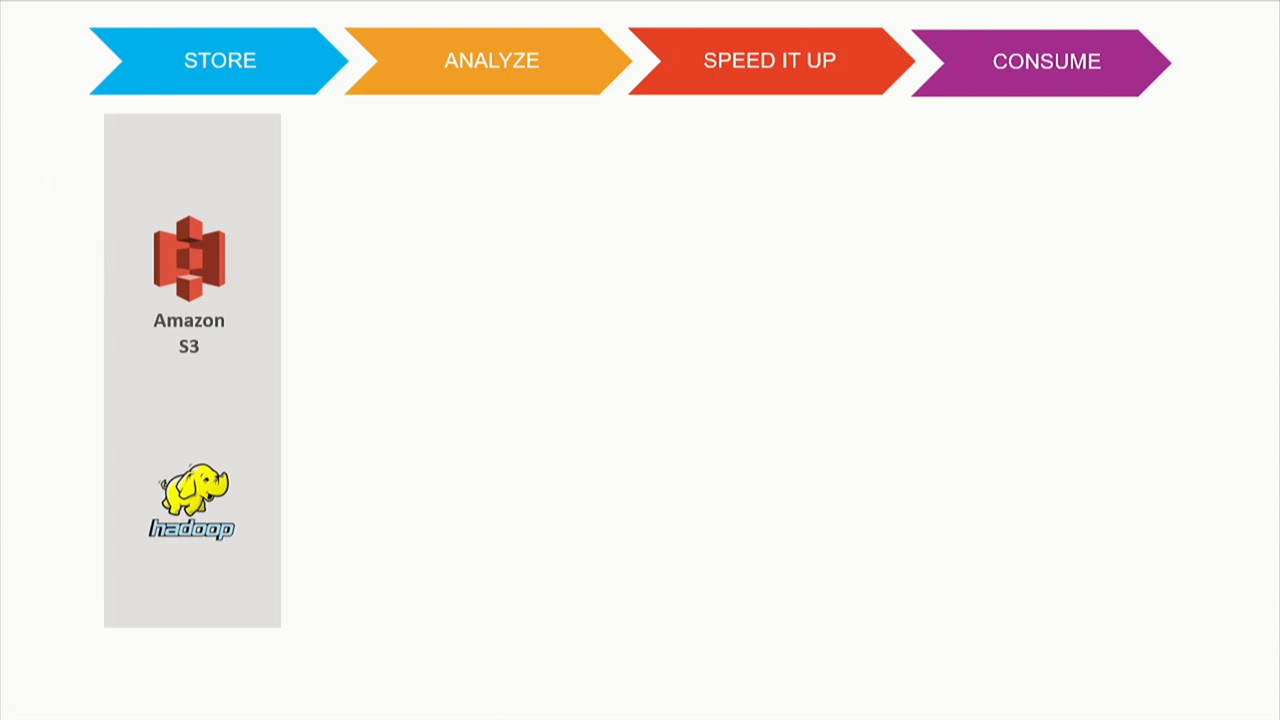 STORE
ANALYZE
SPEED IT UP
CONSUME
Amazon
S3
hadoop